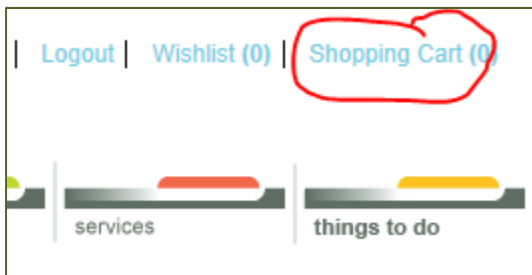 | Logout | Wishlist (0) | Shopping Cart (0)
services
things to do